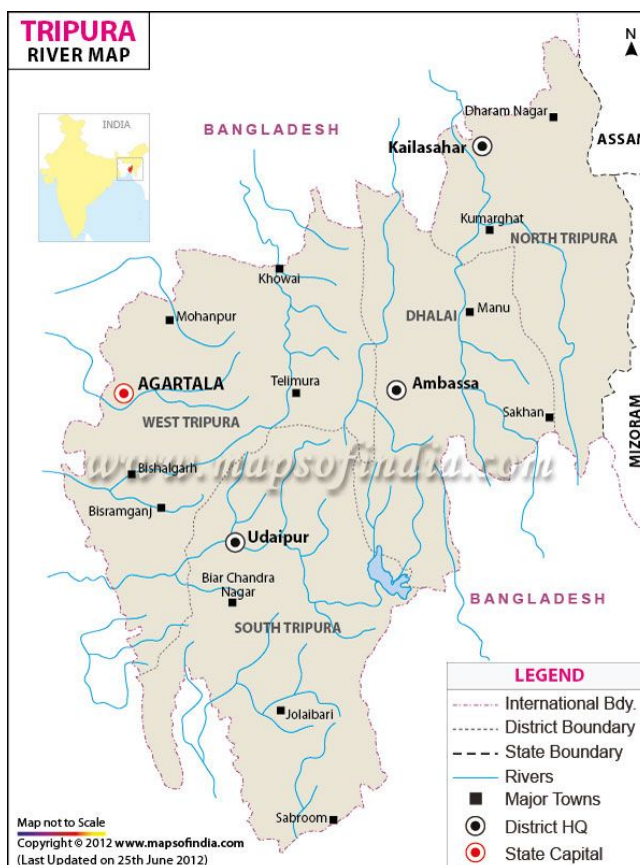 TRIPURA
RIVER MAP
N
INDIA
BANGLADESH
Dharam Nagar
ASSAM
Kailasahar
Kumarghat
NORTH TRIPURA
Khowai
Mohanpur
DHALAI
Manu
AGARTALA
Telimura
Ambassa
WEST TRIPURA
Sakhan
MIZORAM
www.mapsofindia.com
Bishalgarh
Bisramganj
Udaipur
Biar Chandra
Nagar
BANGLADESH
SOUTH TRIPURA
Jolaibari
Sabroom
LEGEND
International Bdy.
District Boundary
State Boundary
Rivers
Major Towns
District HQ
State Capital
Map not to Scale
Copyright © 2012 www.mapsofindia.com
(Last Updated on 25th June 2012)